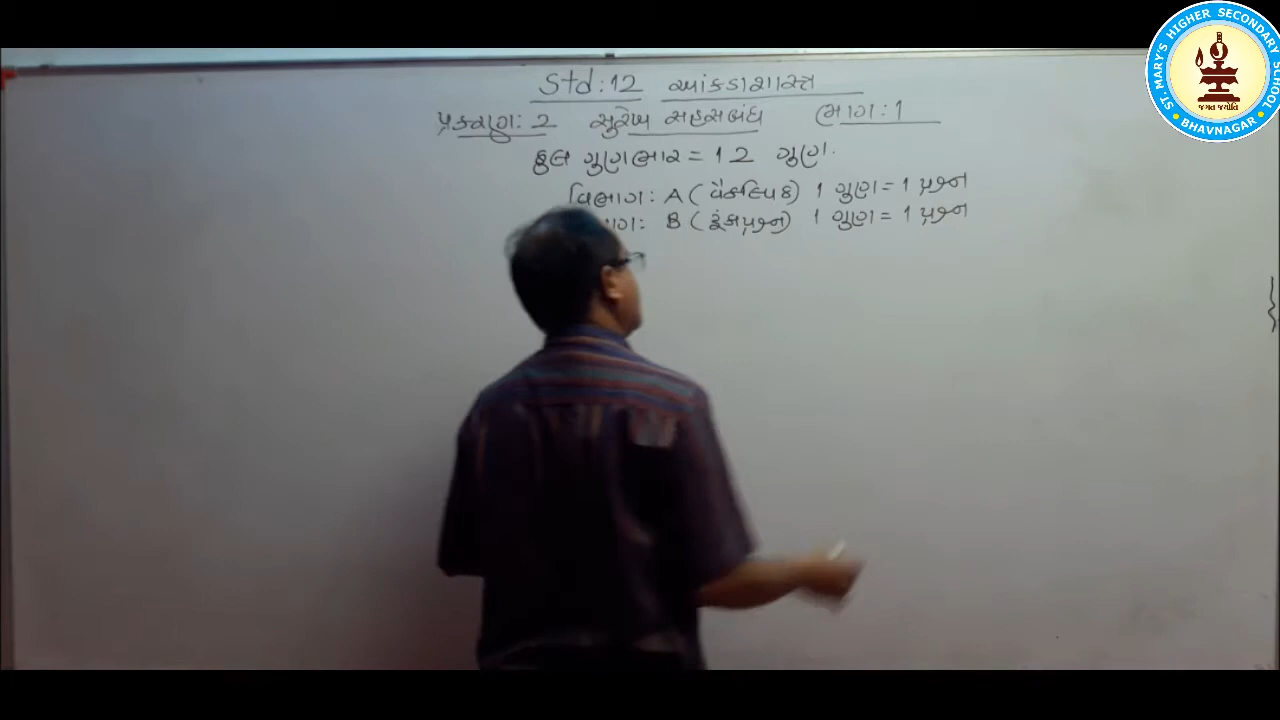 Std: 12 આંકડાશાસ્ત્ર
પ્રકરણ: 2 સુરેખ સહસંબંધ ભાગ: 1
કુલ ગુણભાર = 12 ગુણ.
વિભાગ: A (વૈકલ્પિક) 1 ગુણ = 1 પ્રશ્ન
B (ટૂંકાપ્રશ્ન) 1 ગુણ = 1 પ્રશ્ન
ST. MARY'S HIGHER SECONDARY SCHOOL
જગત જ્યોતિ
BHAVNAGAR